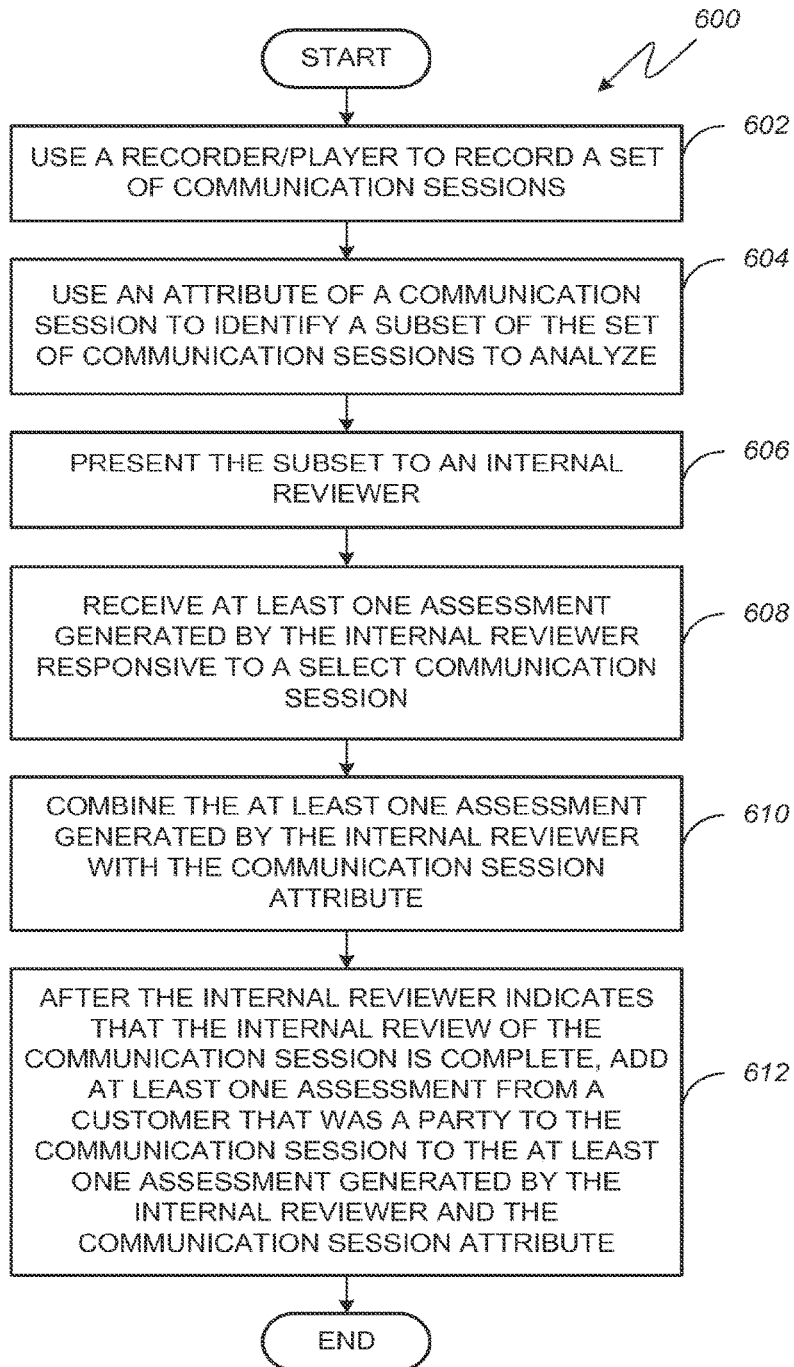 600
START
602
USE A RECORDER/PLAYER TO RECORD A SET
OF COMMUNICATION SESSIONS
604
USE AN ATTRIBUTE OF A COMMUNICATION
SESSION TO IDENTIFY A SUBSET OF THE SET
OF COMMUNICATION SESSIONS TO ANALYZE
606
PRESENT THE SUBSET TO AN INTERNAL
REVIEWER
608
RECEIVE AT LEAST ONE ASSESSMENT
GENERATED BY THE INTERNAL REVIEWER
RESPONSIVE TO A SELECT COMMUNICATION
SESSION
610
COMBINE THE AT LEAST ONE ASSESSMENT
GENERATED BY THE INTERNAL REVIEWER
WITH THE COMMUNICATION SESSION
ATTRIBUTE
612
AFTER THE INTERNAL REVIEWER INDICATES
THAT THE INTERNAL REVIEW OF THE
COMMUNICATION SESSION IS COMPLETE, ADD
AT LEAST ONE ASSESSMENT FROM A
CUSTOMER THAT WAS A PARTY TO THE
COMMUNICATION SESSION TO THE AT LEAST
ONE ASSESSMENT GENERATED BY THE
INTERNAL REVIEWER AND THE
COMMUNICATION SESSION ATTRIBUTE
END